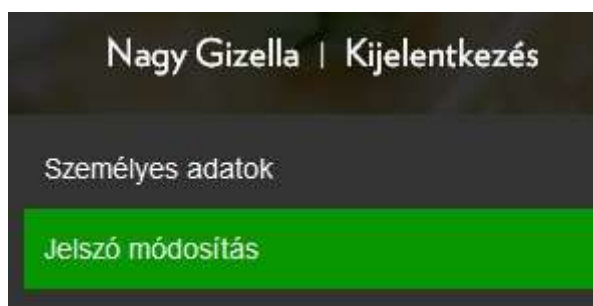 Nagy Gizella | Kijelentkezés
Személyes adatok
Jelszó módosítás